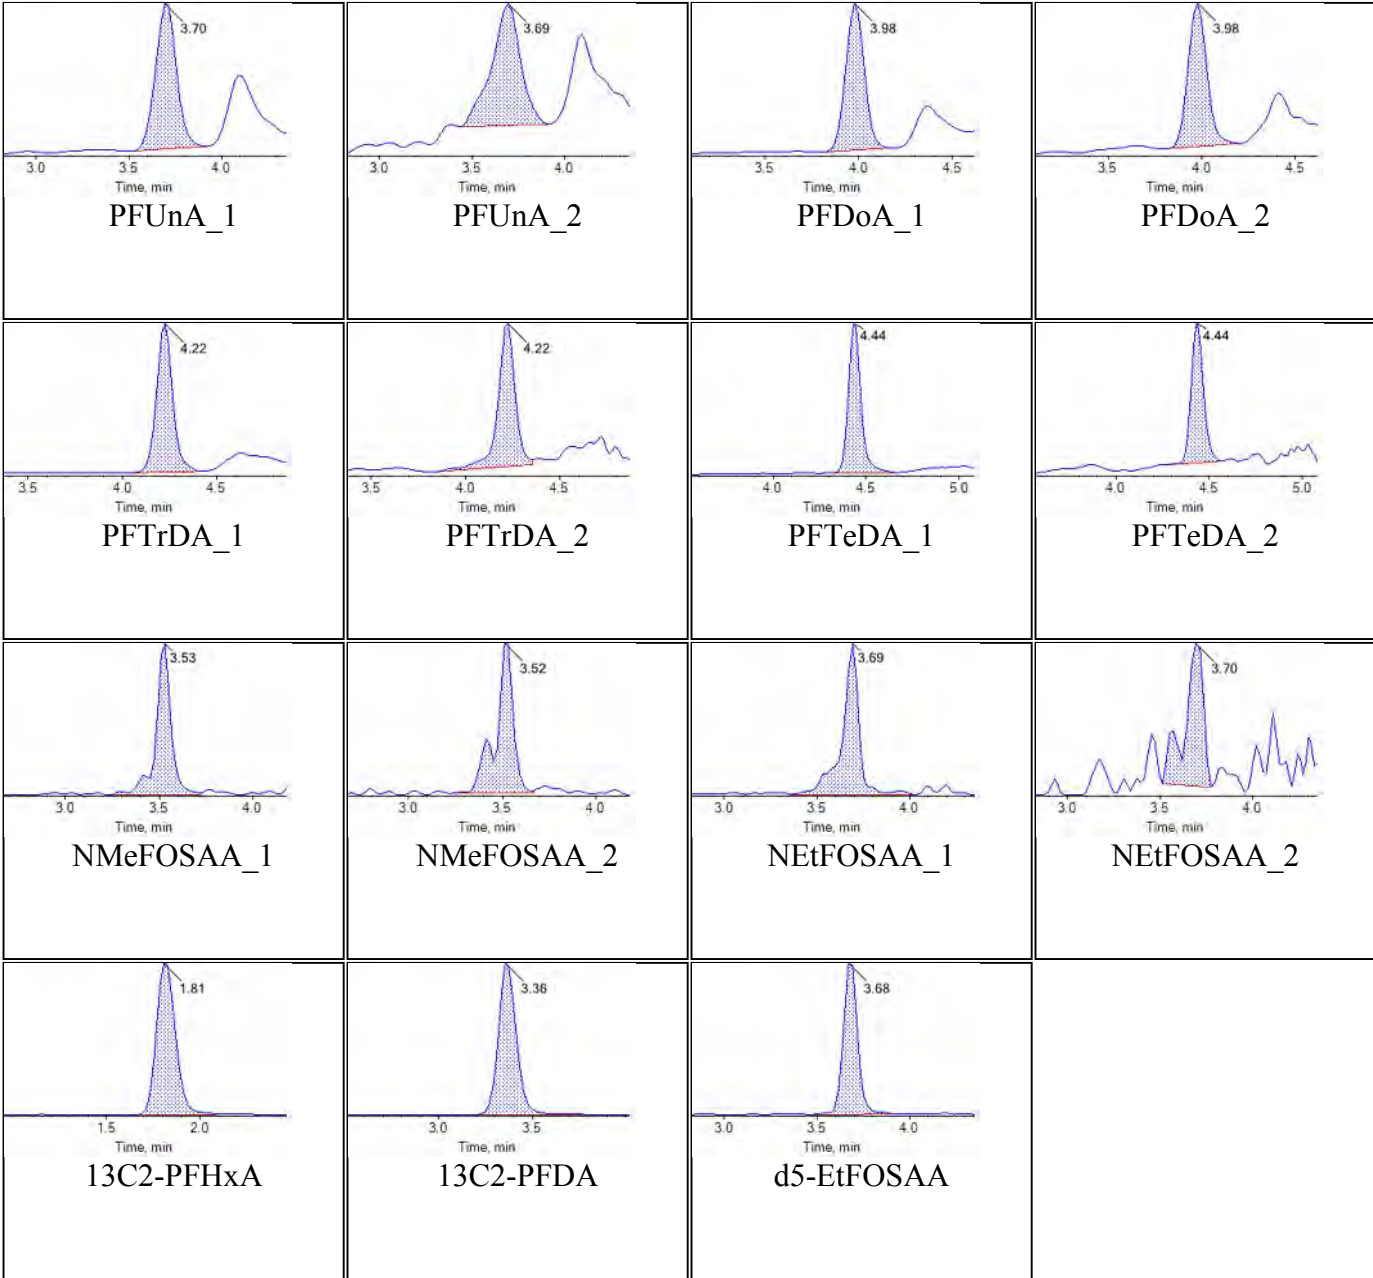 3.70
3.0 4.0
Time, min
PFUnA_1
3.69
3.0 3.5 4.0
Time, min
PFUnA_2
3.98
3.5 4.0 4.5
Time, min
PFDoA_1
3.98
3.5 4.0 4.5
Time, min
PFDoA_2
4.22
3.5 4.0 4.5
Time, min
PFTrDA_1
4.22
3.5 4.0 4.5
Time, min
PFTrDA_2
4.44
4.0 4.5 5.0
Time, min
PFTeDA_1
4.44
4.0 4.5 5.0
Time, min
PFTeDA_2
3.53
3.0 3.5 4.0
Time, min
NMeFOSAA_1
3.52
3.0 3.5 4.0
Time, min
NMeFOSAA_2
3.69
3.0 3.5 4.0
Time, min
NEtFOSAA_1
3.70
3.0 3.5 4.0
Time, min
NEtFOSAA_2
1.81
1.5 2.0
Time, min
13C2-PFHxA
3.36
3.0 3.5
Time, min
13C2-PFDA
3.68
3.0 3.5 4.0
Time, min
d5-EtFOSAA